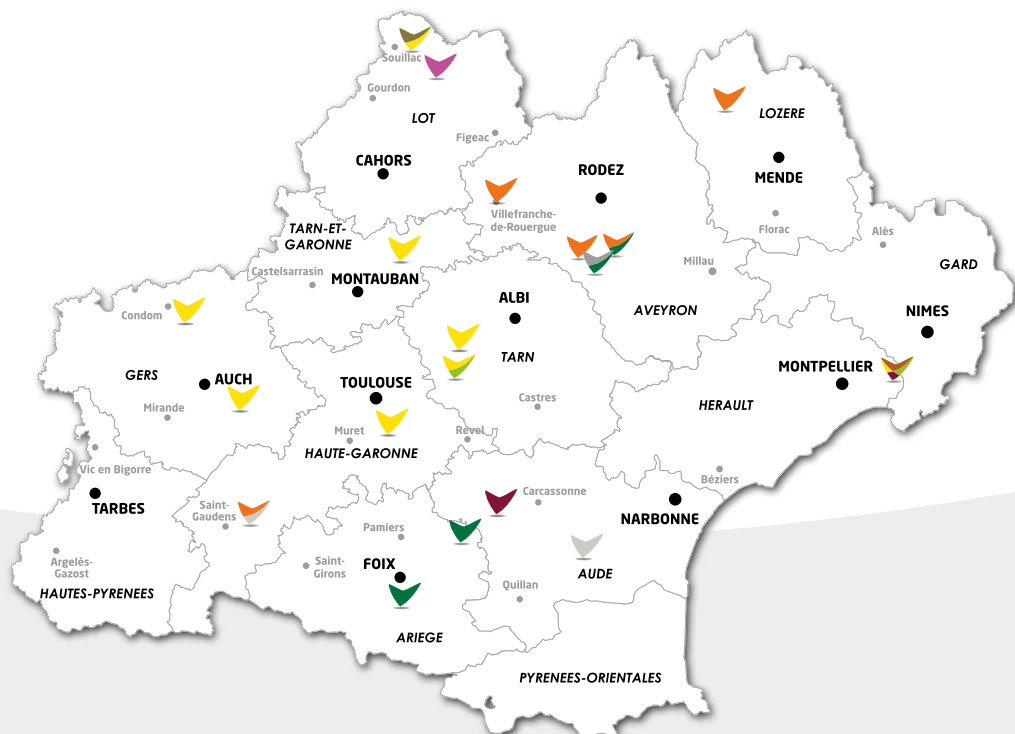 Souillac
Gourdon
LOT
LOZERE
Figeac
CAHORS
RODEZ
MENDE
Villefranche-
de-Rouergue
TARN-ET-
GARONNE
Florac
Alès
Castelsarrasin
MONTAUBAN
Millau
GARD
ALBI
AVEYRON
NIMES
Condom
TARN
MONTPELLIER
GERS
AUCH
TOULOUSE
Mirande
Castres
HERAULT
Muret
Revel
HAUTE-GARONNE
Vic en Bigorre
Béziers
TARBES
Saint-
Gaudens
Carcassonne
NARBONNE
Pamiers
Argelès-
Gazost
Saint-
Girons
FOIX
AUDE
Quillan
HAUTES-PYRENEES
ARIEGE
PYRENEES-ORIENTALES